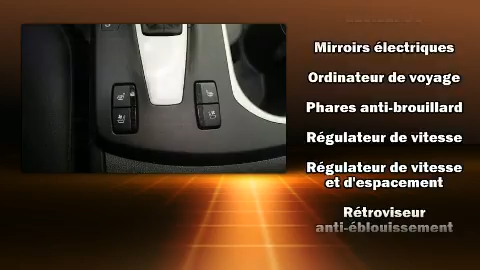 Mirroirs électriques
Ordinateur de voyage
Phares anti-brouillard
Régulateur de vitesse
Régulateur de vitesse
et d'espacement
Rétroviseur
anti-éblouissement